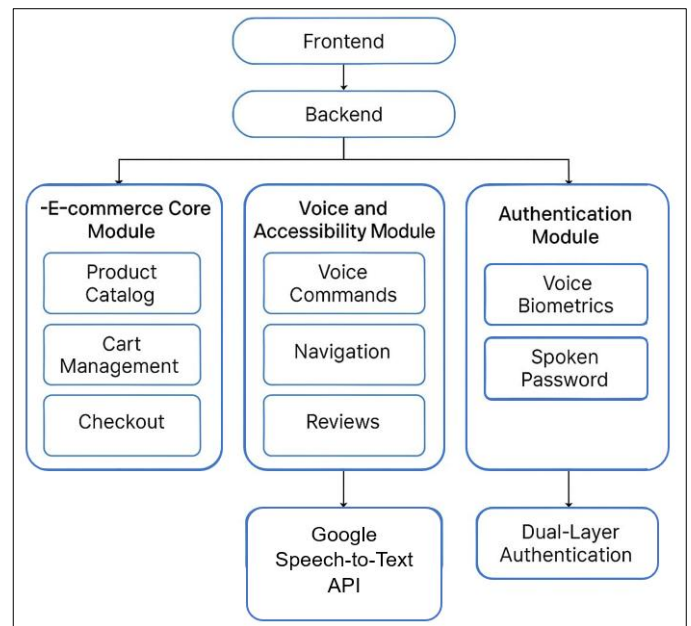 Frontend
Backend
-E-commerce Core
Module
Product
Catalog
Cart
Management
Checkout
Voice and
Accessibility Module
Voice
Commands
Navigation
Reviews
Authentication
Module
Voice
Biometrics
Spoken
Password
Google
Speech-to-Text
API
Dual-Layer
Authentication